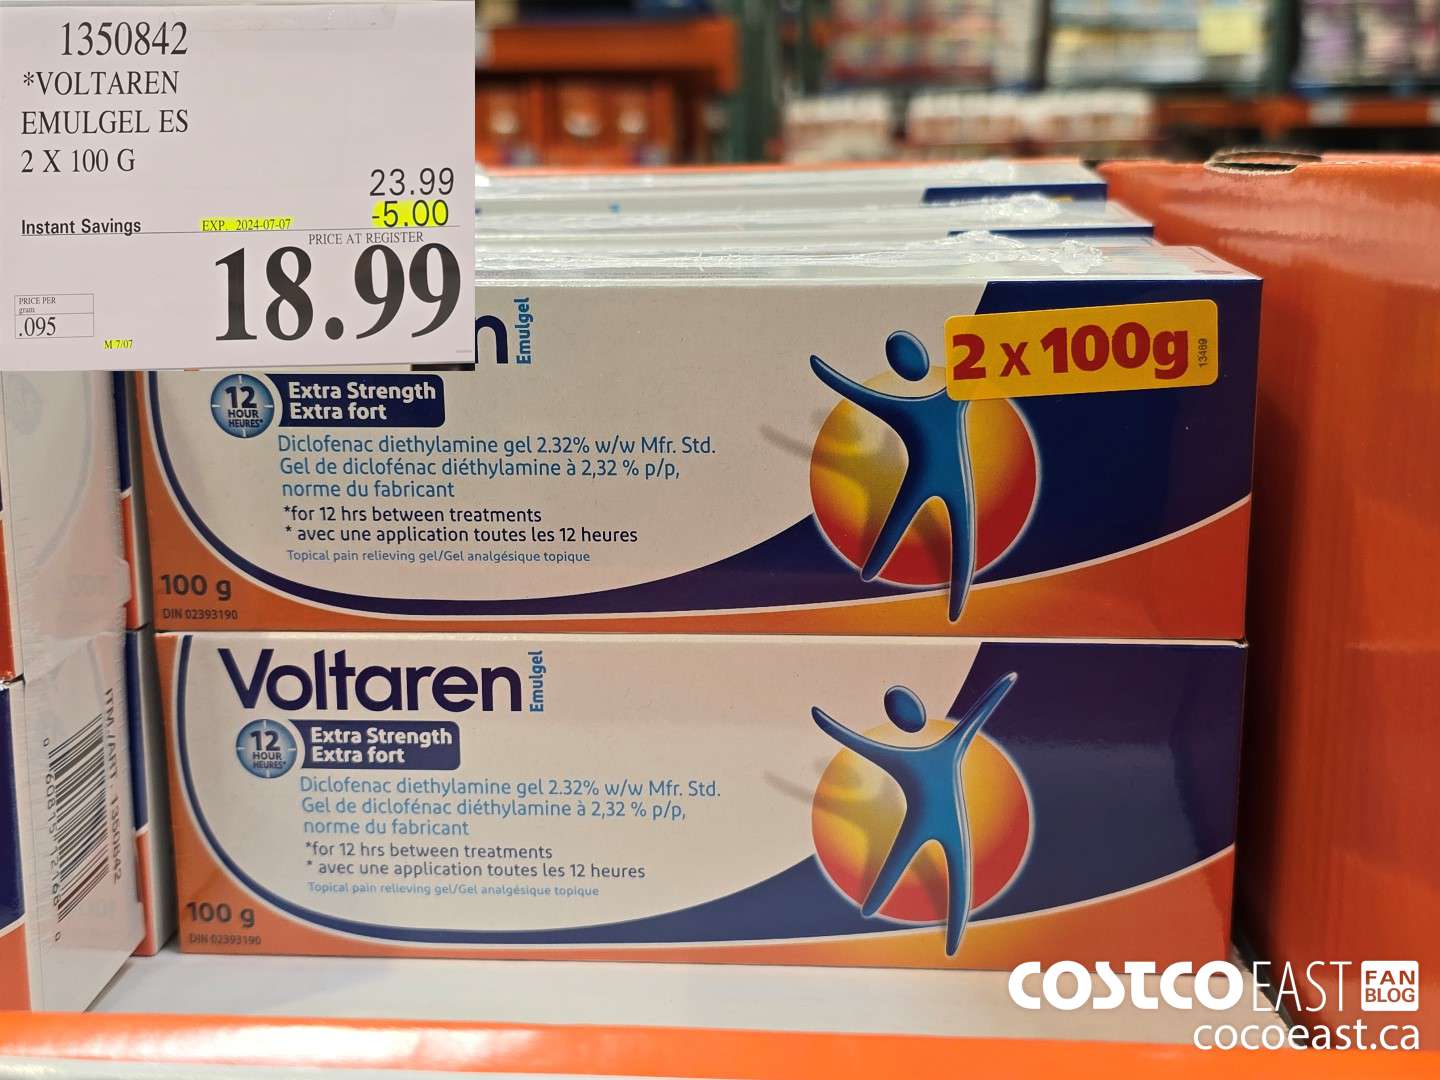 1350842
*VOLTAREN
EMULGEL ES
2 X 100 G
23.99
Instant Savings EXP. 2024-07-07 -5.00
PRICE AT REGISTER
18.99
PRICE PER
gram
.095
M 7/07
n Emulgel
2 x 100g
13489
12
HOUR
HEURES*
Extra Strength
Extra fort
Diclofenac diethylamine gel 2.32% w/w Mfr. Std.
Gel de diclofénac diéthylamine à 2,32 % p/p,
norme du fabricant
*for 12 hrs between treatments
* avec une application toutes les 12 heures
Topical pain relieving gel/Gel analgésique topique
100 g
DIN 02393190
Voltaren Emulgel
12
HOUR
HEURES*
Extra Strength
Extra fort
Diclofenac diethylamine gel 2.32% w/w Mfr. Std.
Gel de diclofénac diéthylamine à 2,32 % p/p,
norme du fabricant
*for 12 hrs between treatments
* avec une application toutes les 12 heures
Topical pain relieving gel/Gel analgésique topique
100 g
DIN 02393190
ITM./ART. 1350842
COSTCO EAST FAN BLOG
cocoeast.ca